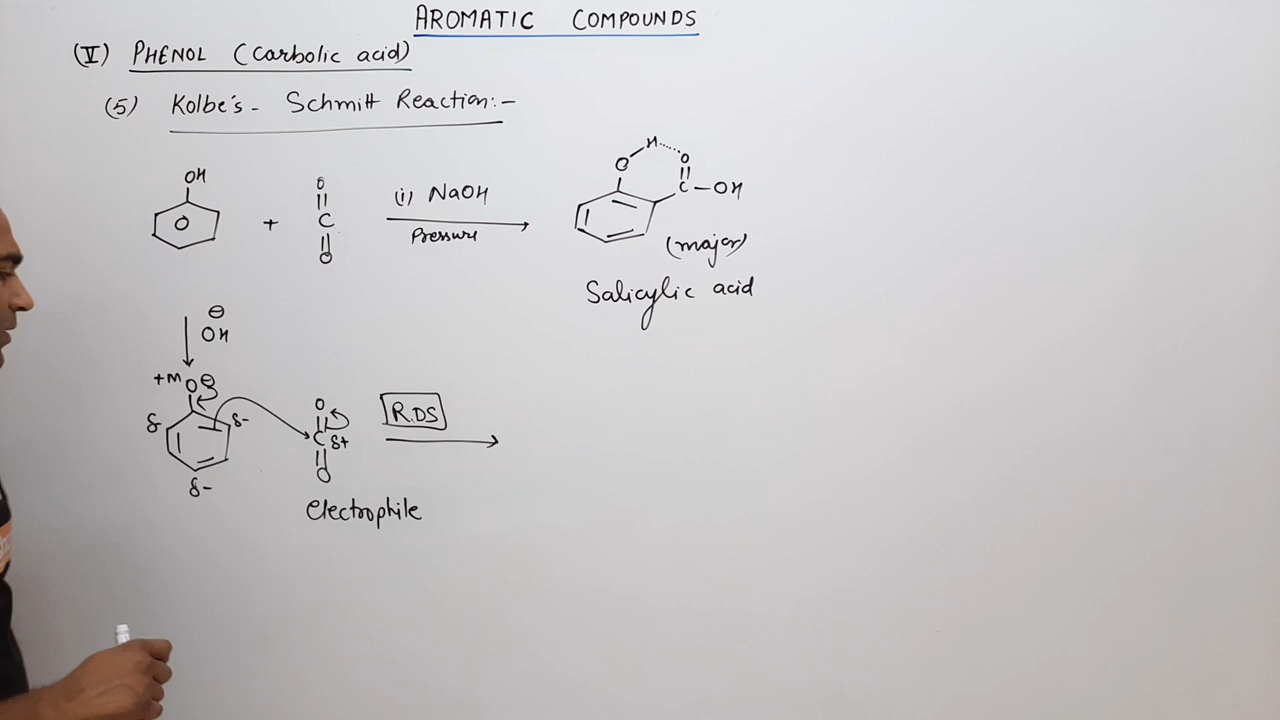 AROMATIC COMPOUNDS
(V) PHENOL (Carbolic acid)
(5) Kolbe's - Schmitt Reaction:-
OH
+
O
C
O
(i) NaOH
Pressure
O H O
C - OH
(major)
Salicylic acid
⊖
OH
+M O ⊖
δ- δ-
δ-
O
C δ+
O
R.DS
electrophile